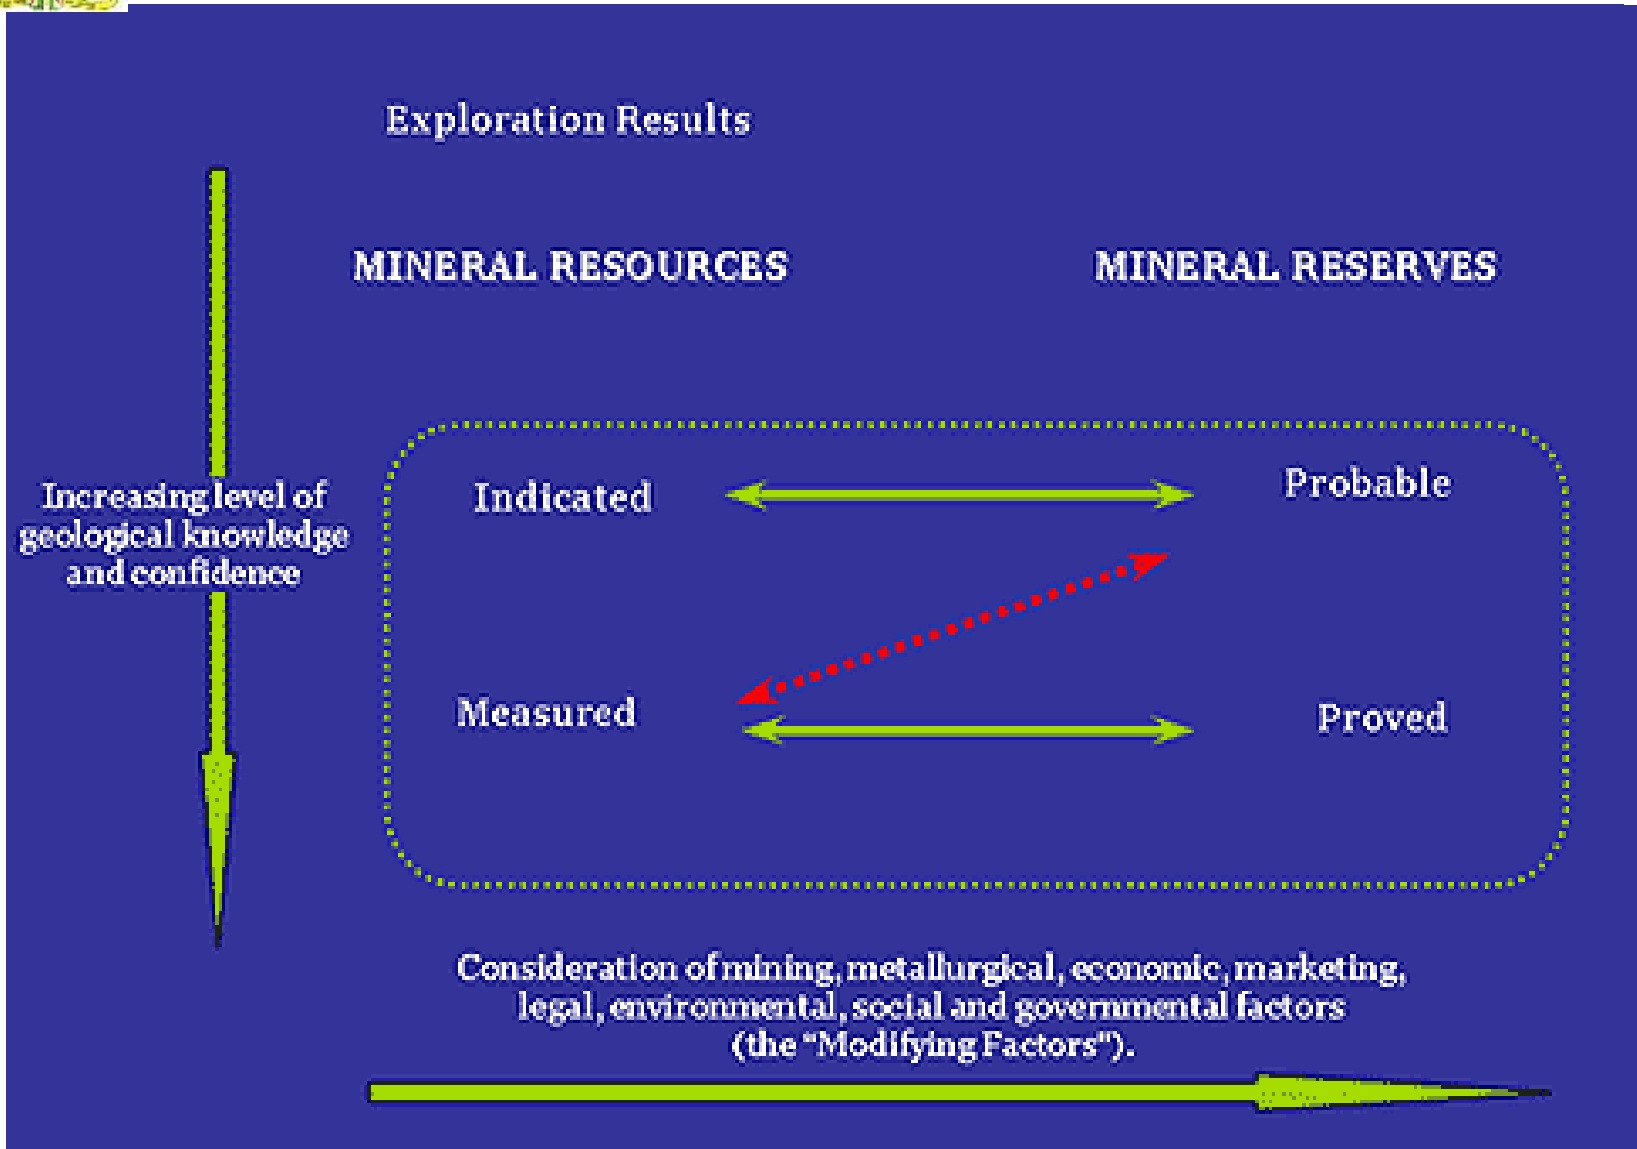 Exploration Results
MINERAL RESOURCES
MINERAL RESERVES
Increasing level of
geological knowledge
and confidence
Indicated
Probable
Measured
Proved
Consideration of mining, metallurgical, economic, marketing,
legal, environmental, social and governmental factors
(the "Modifying Factors").